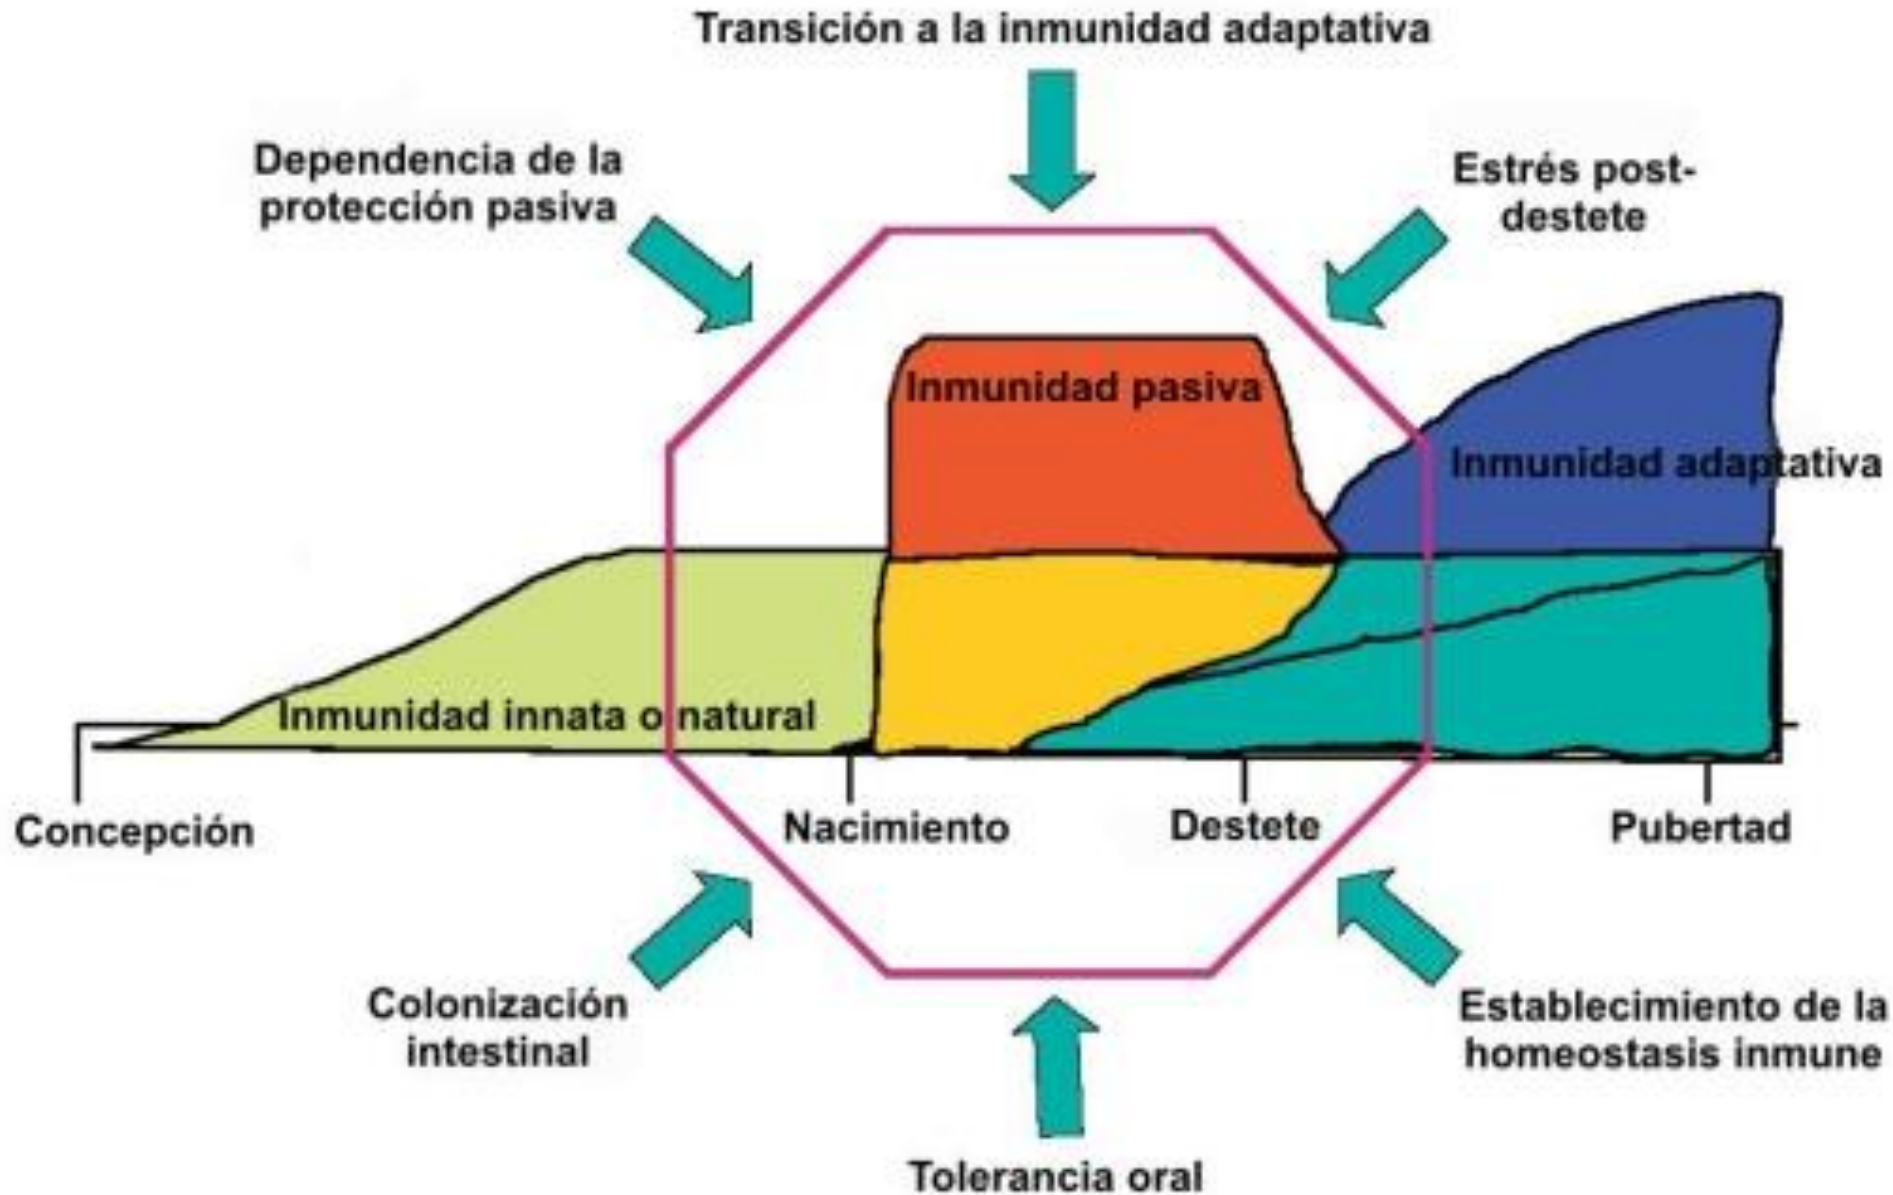 Transición a la inmunidad adaptativa
Dependencia de la
protección pasiva
Estrés post-
destete
Inmunidad pasiva
Inmunidad adaptativa
Inmunidad innata o natural
Concepción
Nacimiento
Destete
Pubertad
Colonización
intestinal
Establecimiento de la
homeostasis inmune
Tolerancia oral